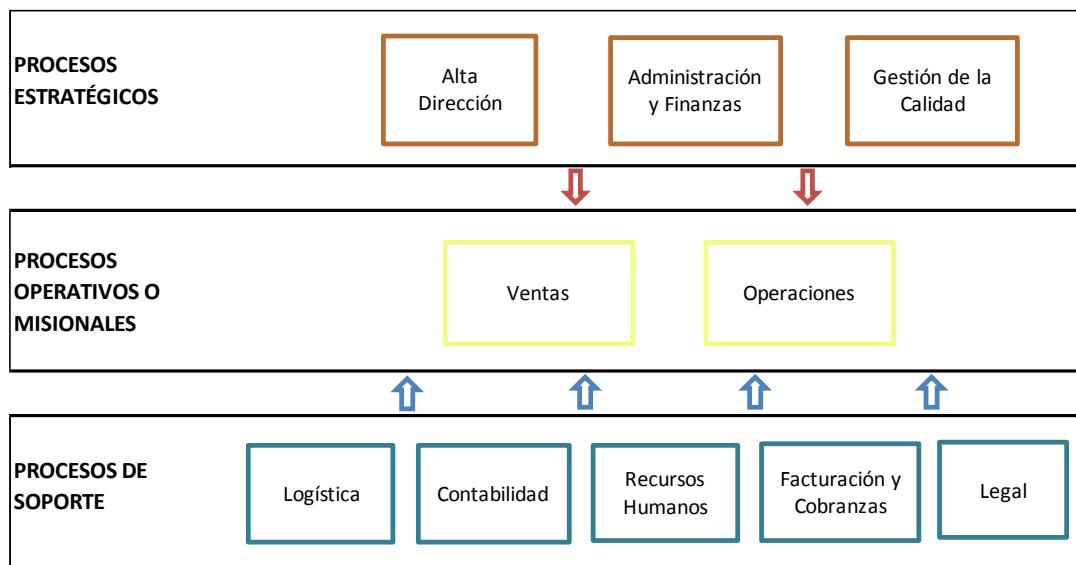 PROCESOS
ESTRATÉGICOS
Alta
Dirección
Administración
y Finanzas
Gestión de la
Calidad
PROCESOS
OPERATIVOS O
MISIONALES
Ventas
Operaciones
PROCESOS DE
SOPORTE
Logística
Contabilidad
Recursos
Humanos
Facturación y
Cobranzas
Legal